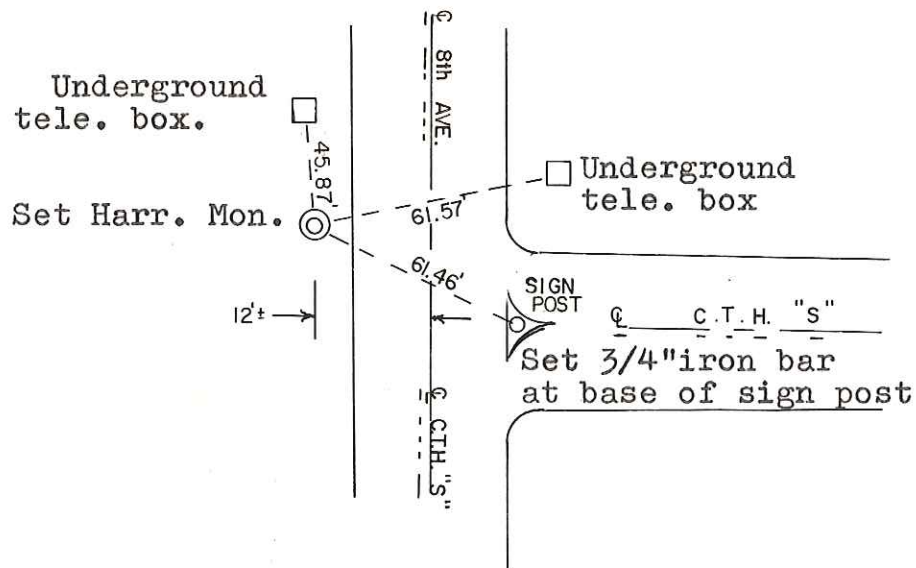 ℄ 8th AVE.
Underground
tele. box.
45.87'
Underground
tele. box
61.57'
Set Harr. Mon.
61.46'
SIGN
POST
12'±
℄ C.T.H. "S"
Set 3/4"iron bar
at base of sign post
℄ C.T.H. "S"